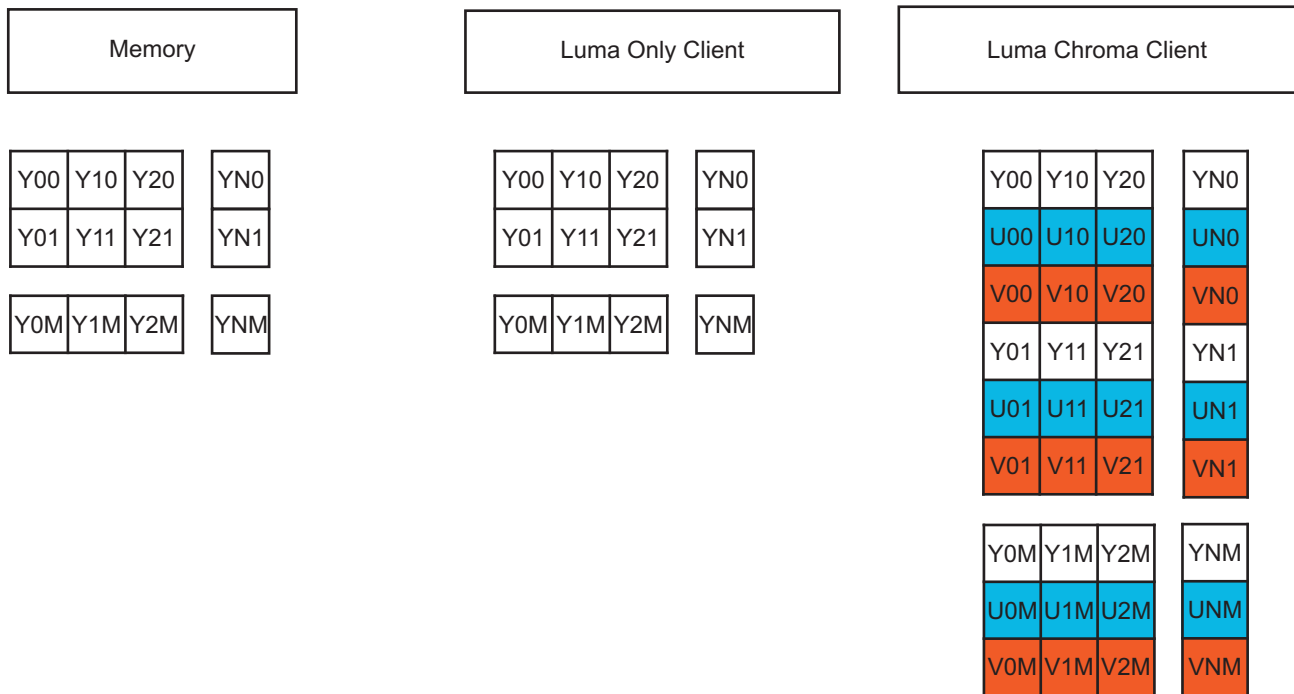 Memory
Luma Only Client
Luma Chroma Client
Y00 Y10 Y20 YN0
Y01 Y11 Y21 YN1
Y0M Y1M Y2M YNM
Y00 Y10 Y20 YN0
Y01 Y11 Y21 YN1
Y0M Y1M Y2M YNM
Y00 Y10 Y20 YN0
U00 U10 U20 UN0
V00 V10 V20 VN0
Y01 Y11 Y21 YN1
U01 U11 U21 UN1
V01 V11 V21 VN1
Y0M Y1M Y2M YNM
U0M U1M U2M UNM
V0M V1M V2M VNM